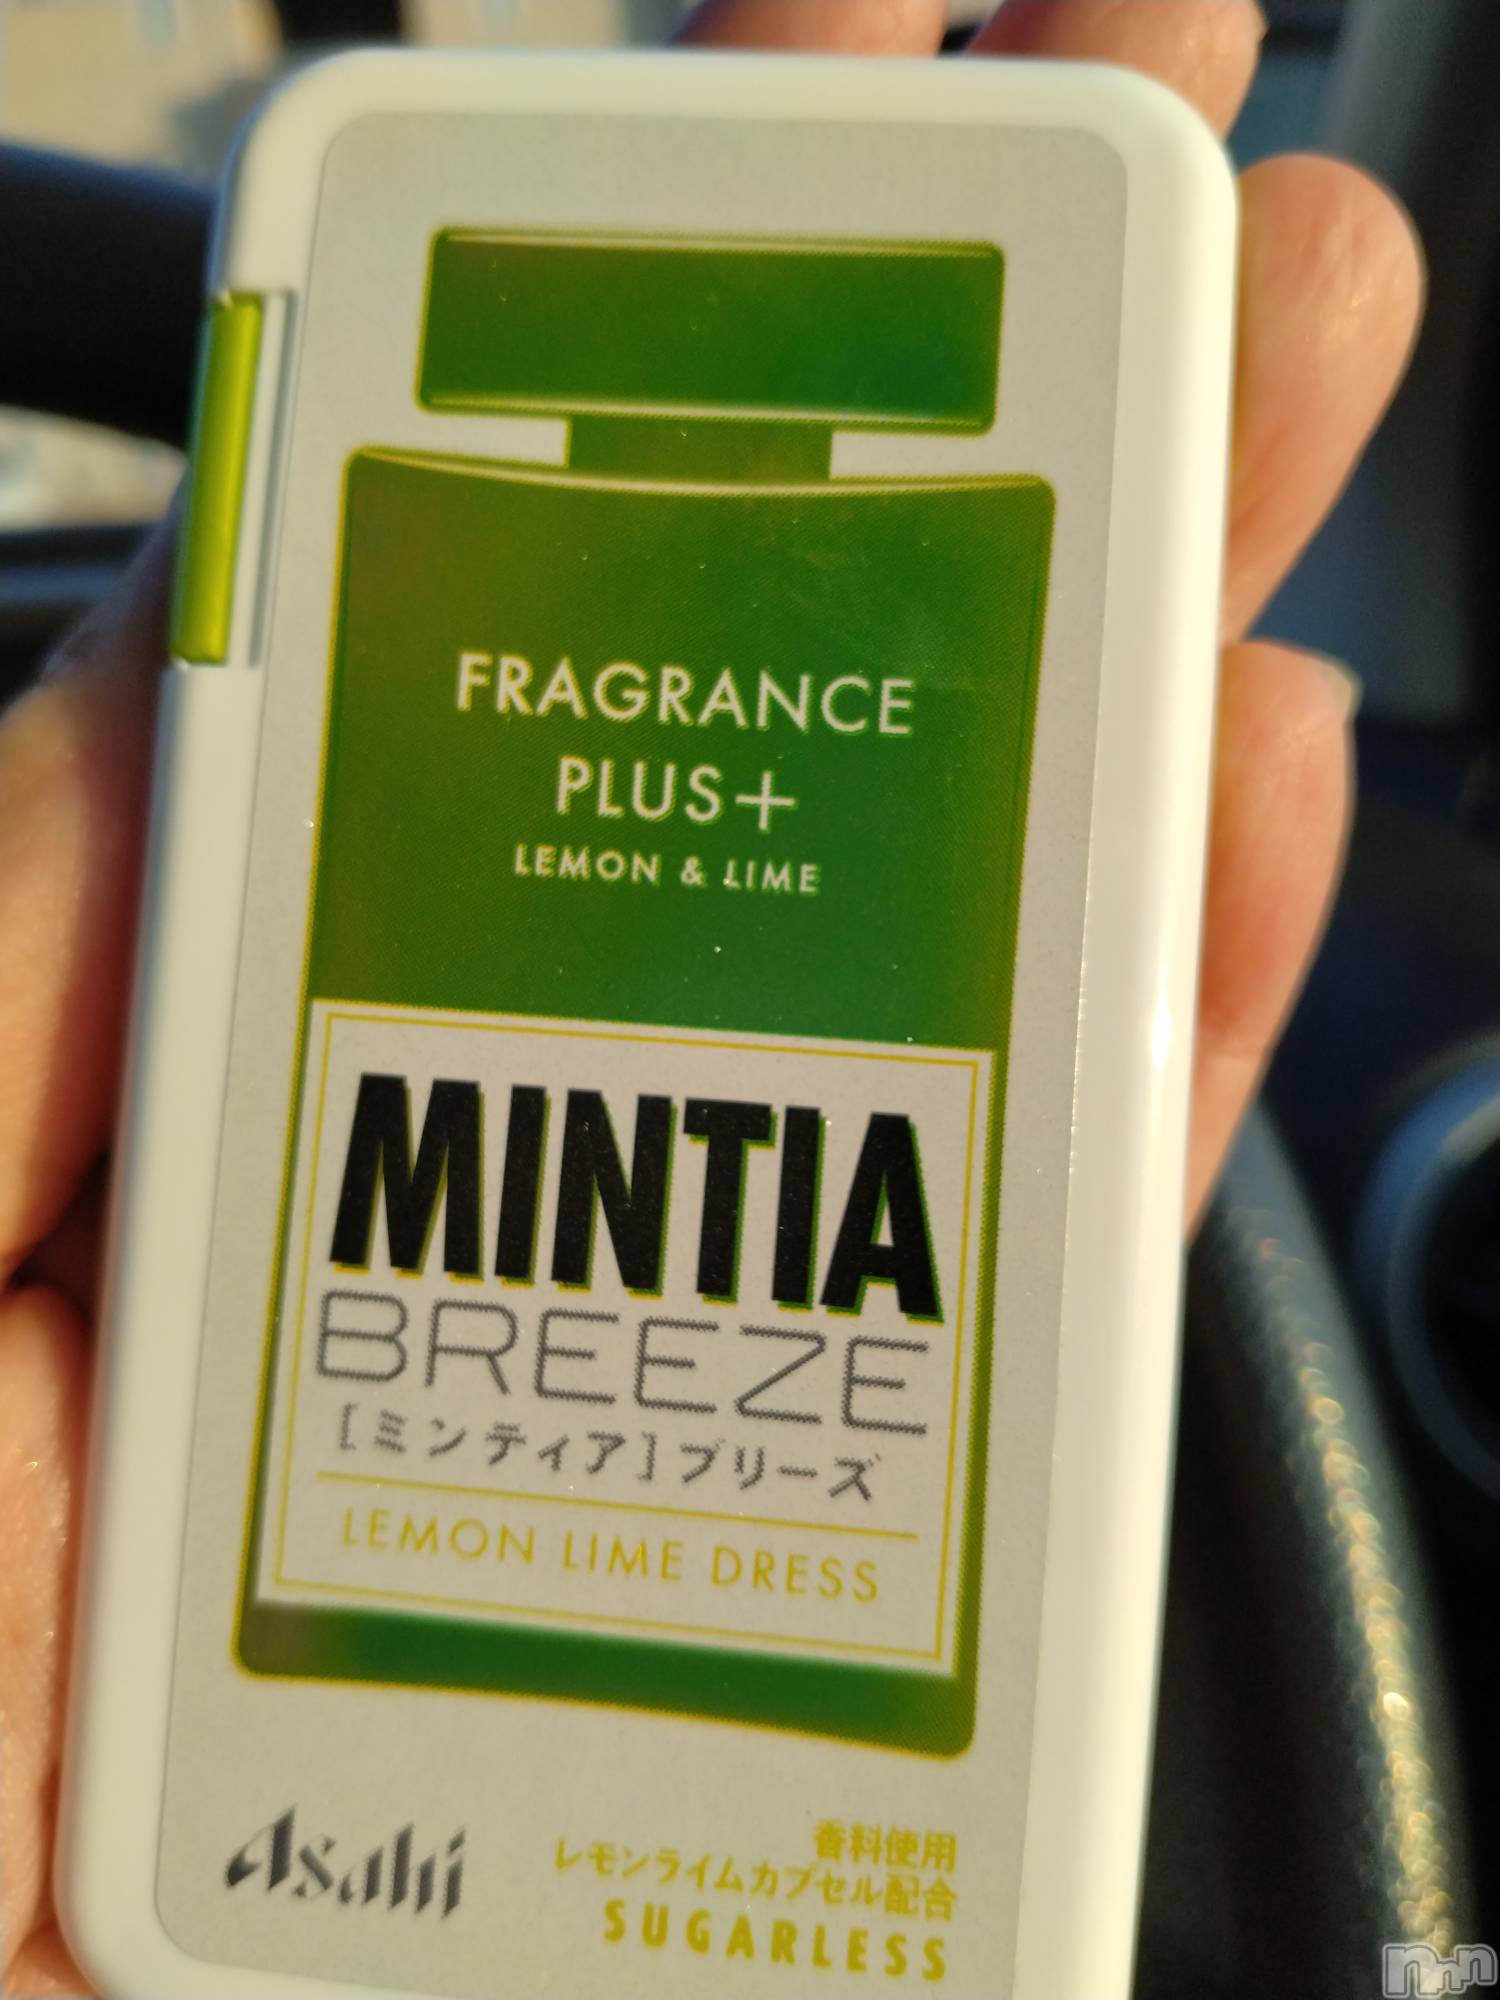 FRAGRANCE
PLUS+
LEMON & LIME
MINTIA
BREEZE
[ミンティア]ブリーズ
LEMON LIME DRESS
Asahi
香料使用
レモンライムカプセル配合
SUGARLESS
nnn